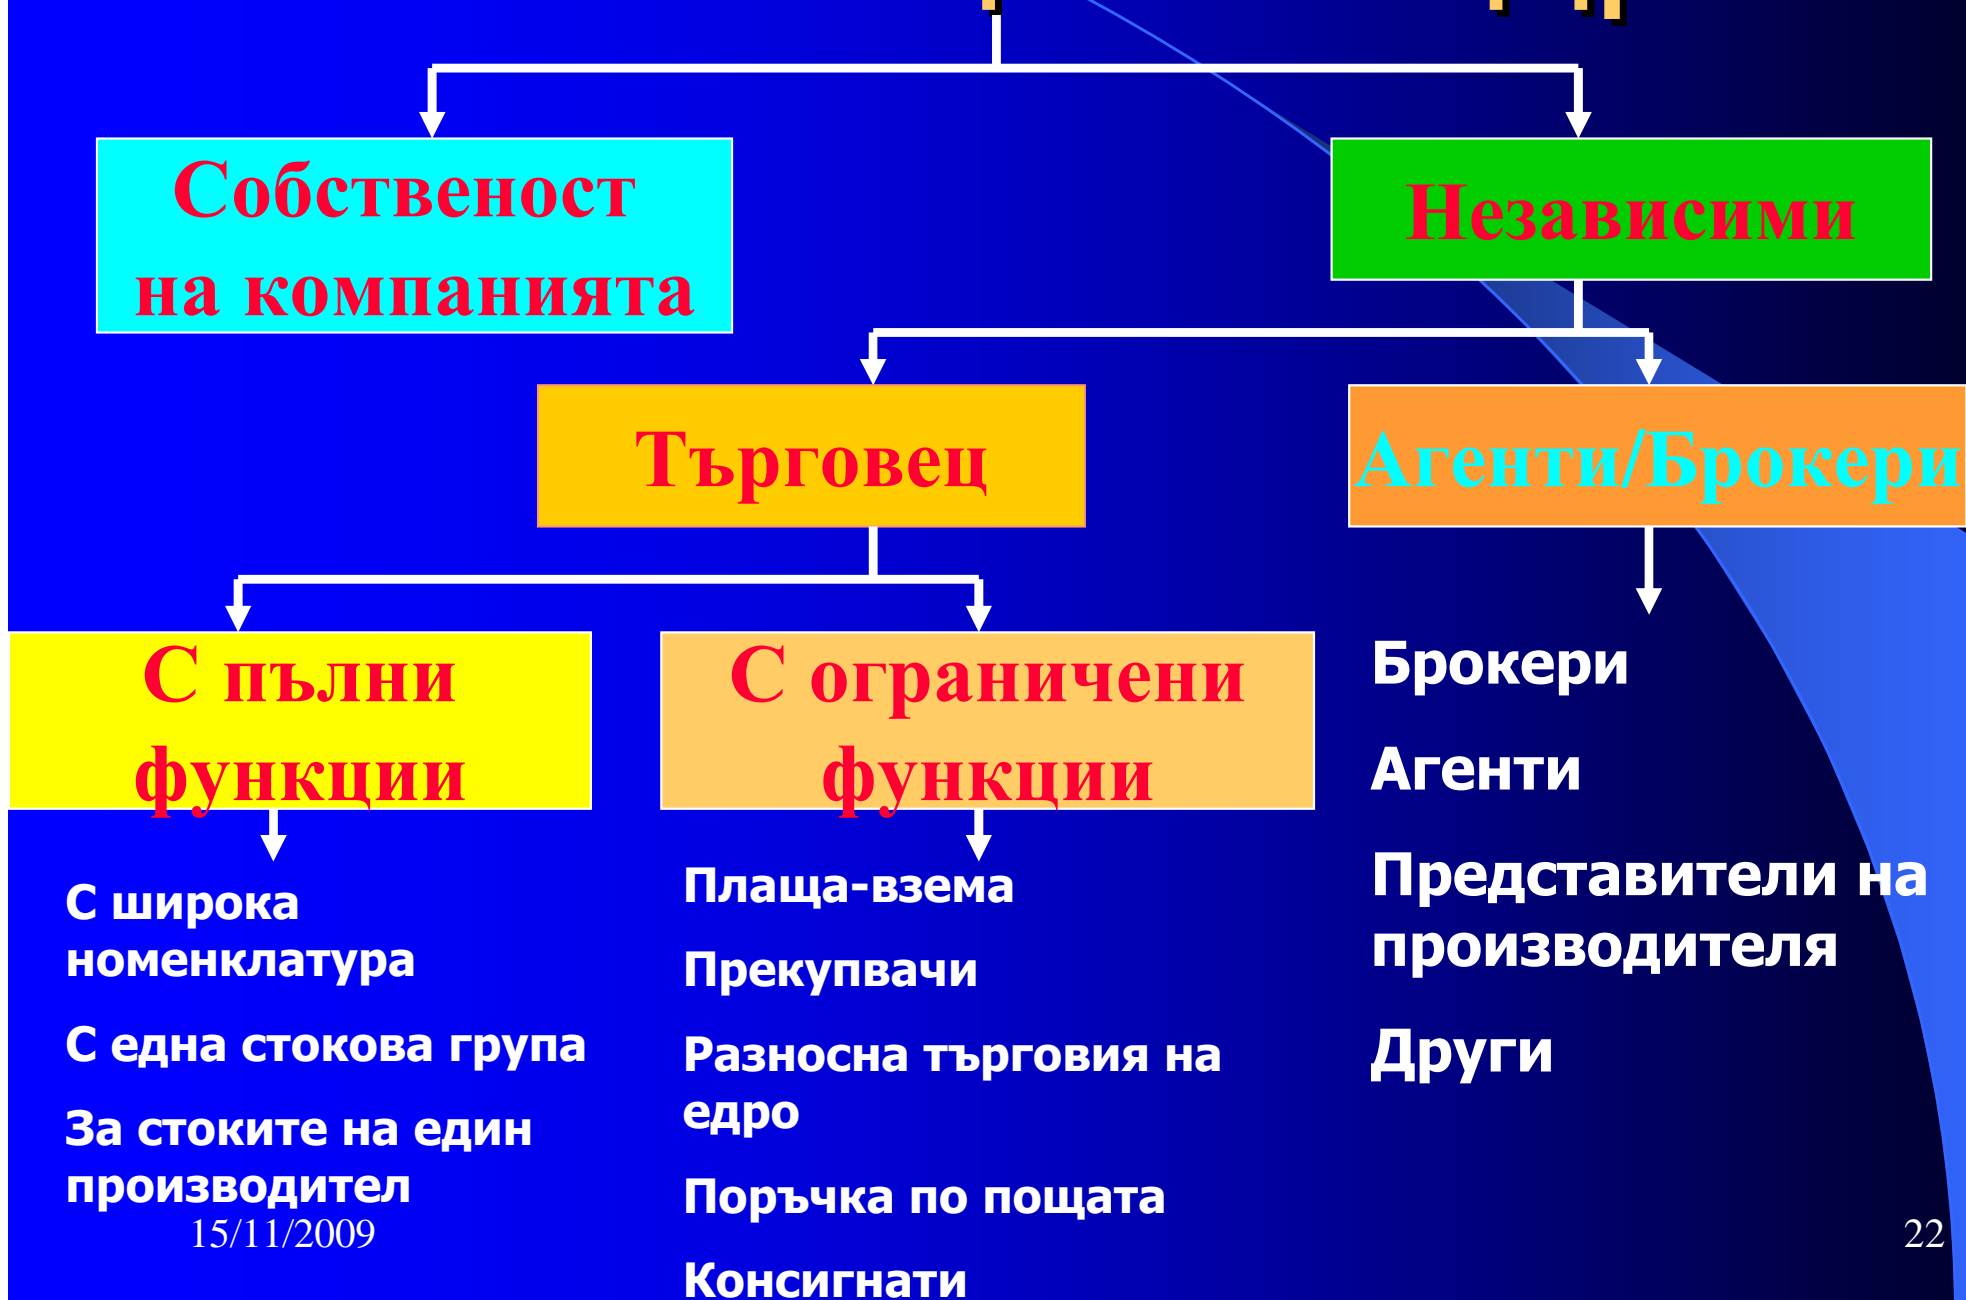 Собственост
на компанията
Независими
Търговец
Агенти/Брокери
С пълни
функции
С ограничени
функции
С широка
номенклатура
С една стокова група
За стоките на един
производител
Плаща-взема
Прекупвачи
Разносна търговия на
едро
Поръчка по пощата
Консигнати
Брокери
Агенти
Представители на
производителя
Други
15/11/2009
22